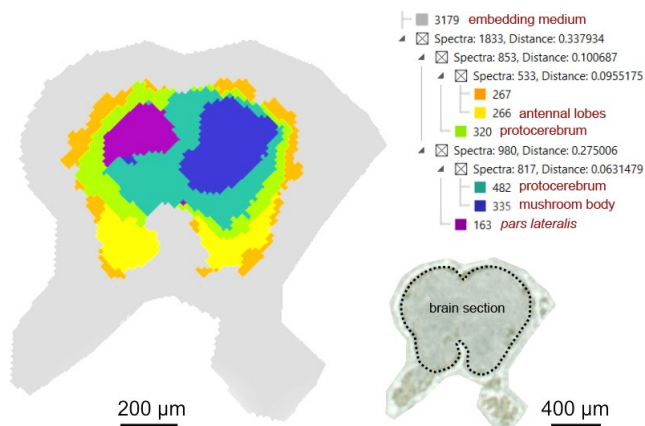 3179 embedding medium
Spectra: 1833, Distance: 0.337934
Spectra: 853, Distance: 0.100687
Spectra: 533, Distance: 0.0955175
267
266 antennal lobes
320 protocerebrum
Spectra: 980, Distance: 0.275006
Spectra: 817, Distance: 0.0631479
482 protocerebrum
335 mushroom body
163 pars lateralis
brain section
200 µm
400 µm